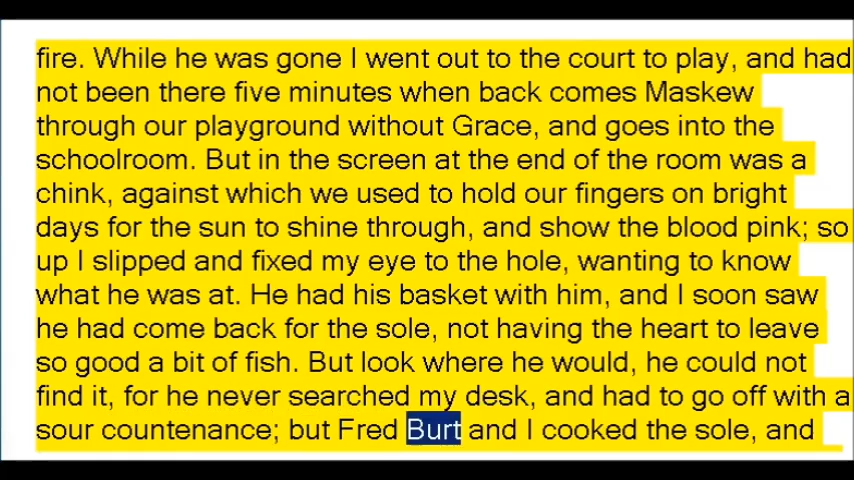 fire. While he was gone I went out to the court to play, and had
not been there five minutes when back comes Maskew
through our playground without Grace, and goes into the
schoolroom. But in the screen at the end of the room was a
chink, against which we used to hold our fingers on bright
days for the sun to shine through, and show the blood pink; so
up I slipped and fixed my eye to the hole, wanting to know
what he was at. He had his basket with him, and I soon saw
he had come back for the sole, not having the heart to leave
so good a bit of fish. But look where he would, he could not
find it, for he never searched my desk, and had to go off with a
sour countenance; but Fred Burt and I cooked the sole, and